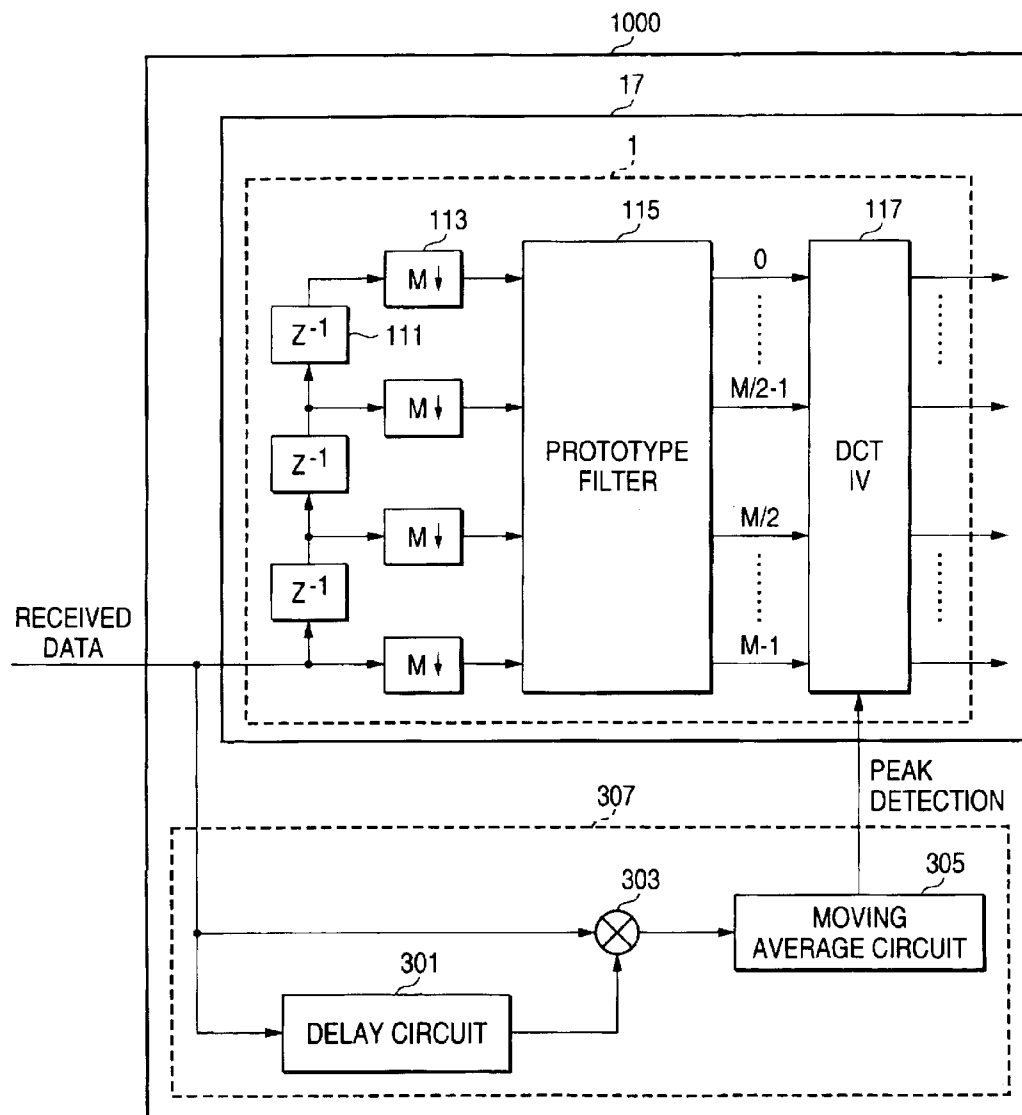 1000
17
1
113
115
117
M↓
0
Z⁻¹
111
M↓
M/2-1
PROTOTYPE
FILTER
DCT
IV
Z⁻¹
M↓
M/2
Z⁻¹
RECEIVED
DATA
M↓
M-1
PEAK
DETECTION
307
303
305
MOVING
AVERAGE CIRCUIT
301
DELAY CIRCUIT